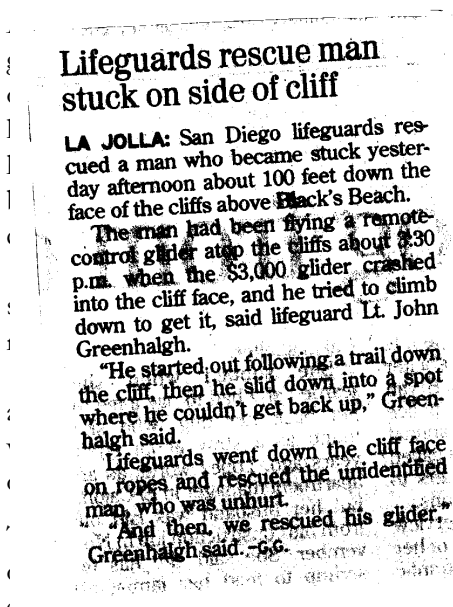 Lifeguards rescue man
stuck on side of cliff
LA JOLLA: San Diego lifeguards res-
cued a man who became stuck yester-
day afternoon about 100 feet down the
face of the cliffs above Black's Beach.
The man had been flying a remote-
control glider atop the cliffs about 3:30
p.m. when the $3,000 glider crashed
into the cliff face, and he tried to climb
down to get it, said lifeguard Lt. John
Greenhalgh.
"He started out following a trail down
the cliff, then he slid down into a spot
where he couldn't get back up," Green-
halgh said.
Lifeguards went down the cliff face
on ropes and rescued the unidentified
man, who was unhurt.
"And then, we rescued his glider,"
Greenhalgh said. –C.C.